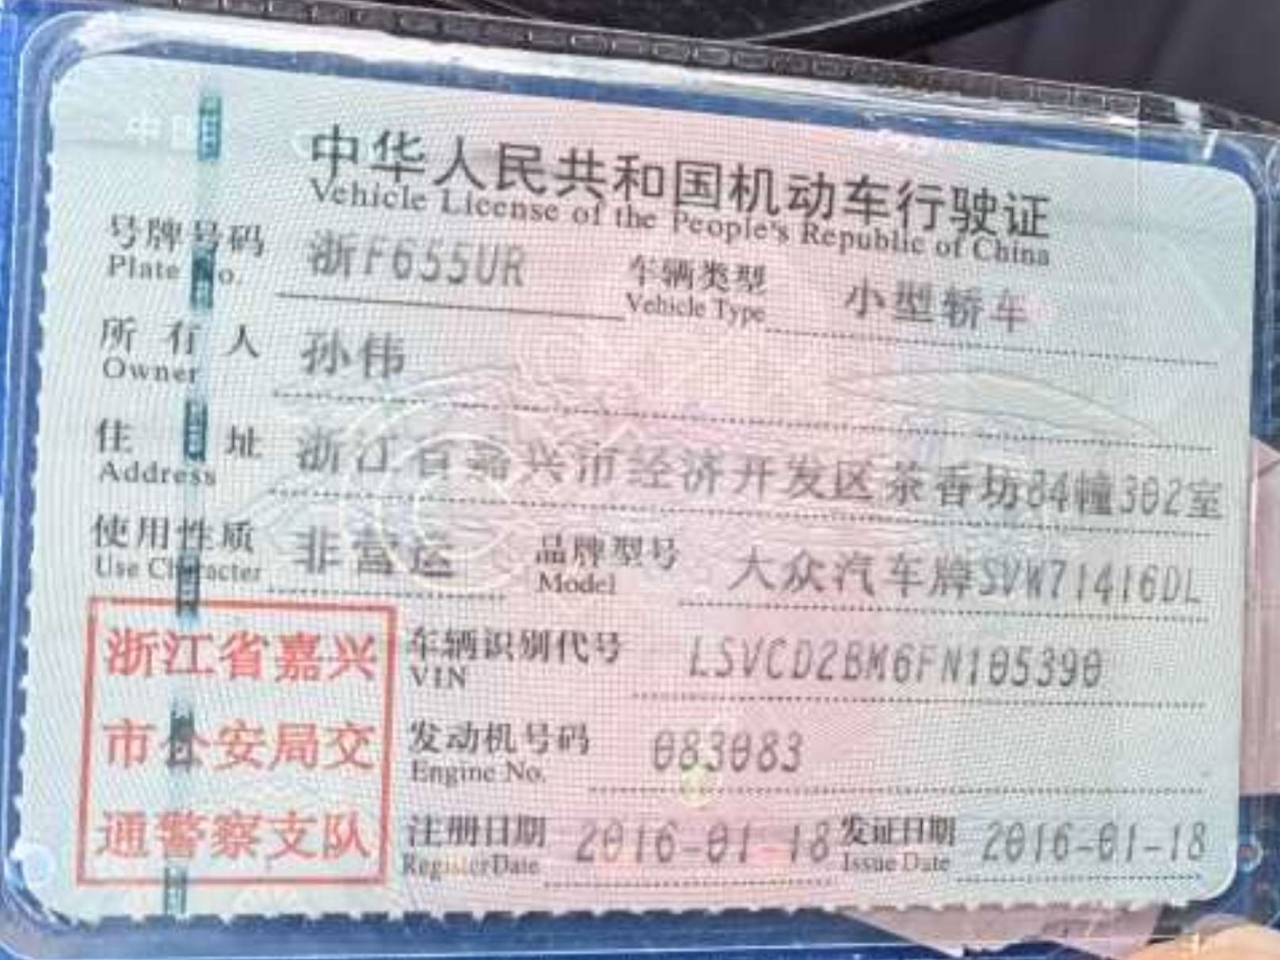 中华人民共和国机动车行驶证
Vehicle License of the People's Republic of China
号牌号码 浙F655UR 车辆类型 小型轿车
Plate No. Vehicle Type
所有人 孙伟
Owner
住址 浙江省嘉兴市经济开发区茶香坊84幢302室
Address
使用性质 非营运 品牌型号 大众汽车牌SVW71416DL
Use Character Model
浙江省嘉兴
市公安局交
通警察支队
车辆识别代号 LSVCD2BM6FN105390
VIN
发动机号码 083083
Engine No.
注册日期 2016-01-18 发证日期 2016-01-18
Register Date Issue Date